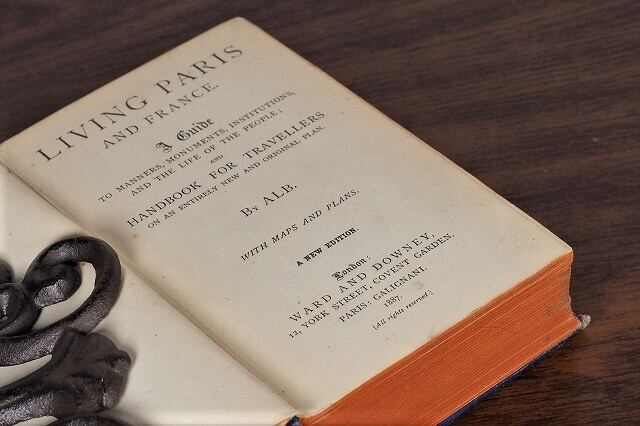 LIVING PARIS
AND FRANCE.
A Guide
TO MANNERS, MONUMENTS, INSTITUTIONS,
AND THE LIFE OF THE PEOPLE;
AND
HANDBOOK FOR TRAVELLERS
ON AN ENTIRELY NEW AND ORIGINAL PLAN.
BY ALB.
WITH MAPS AND PLANS.
A NEW EDITION.
London:
WARD AND DOWNEY,
12, YORK STREET, COVENT GARDEN.
PARIS: GALIGNANI.
1887.
[All rights reserved.]